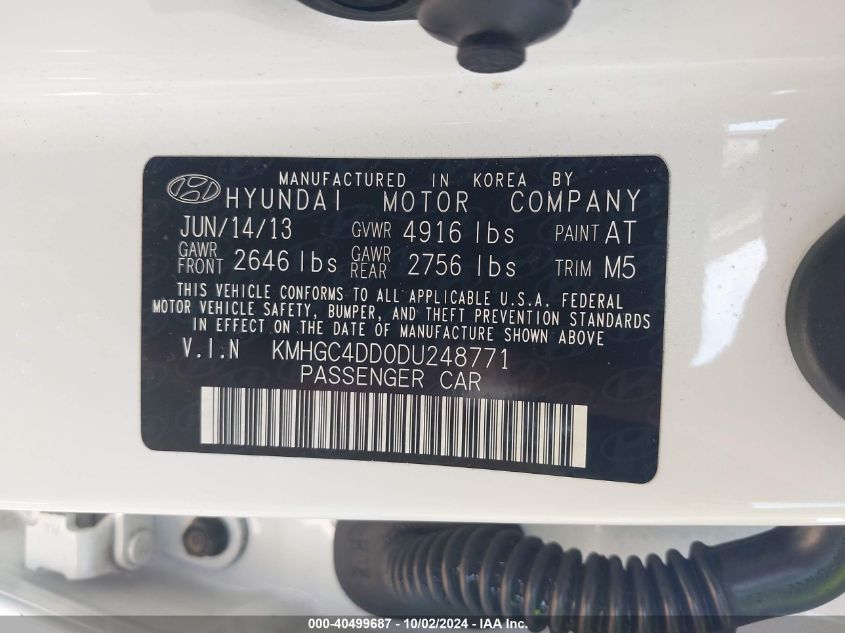 MANUFACTURED IN KOREA BY
HYUNDAI MOTOR COMPANY
JUN/14/13 GVWR 4916 lbs PAINT AT
GAWR FRONT 2646 lbs GAWR REAR 2756 lbs TRIM M5
THIS VEHICLE CONFORMS TO ALL APPLICABLE U.S.A. FEDERAL
MOTOR VEHICLE SAFETY, BUMPER, AND THEFT PREVENTION STANDARDS
IN EFFECT ON THE DATE OF MANUFACTURE SHOWN ABOVE
V.I.N KMHGC4DD0DU248771
PASSENGER CAR
000-40499687 - 10/02/2024 - IAA Inc.